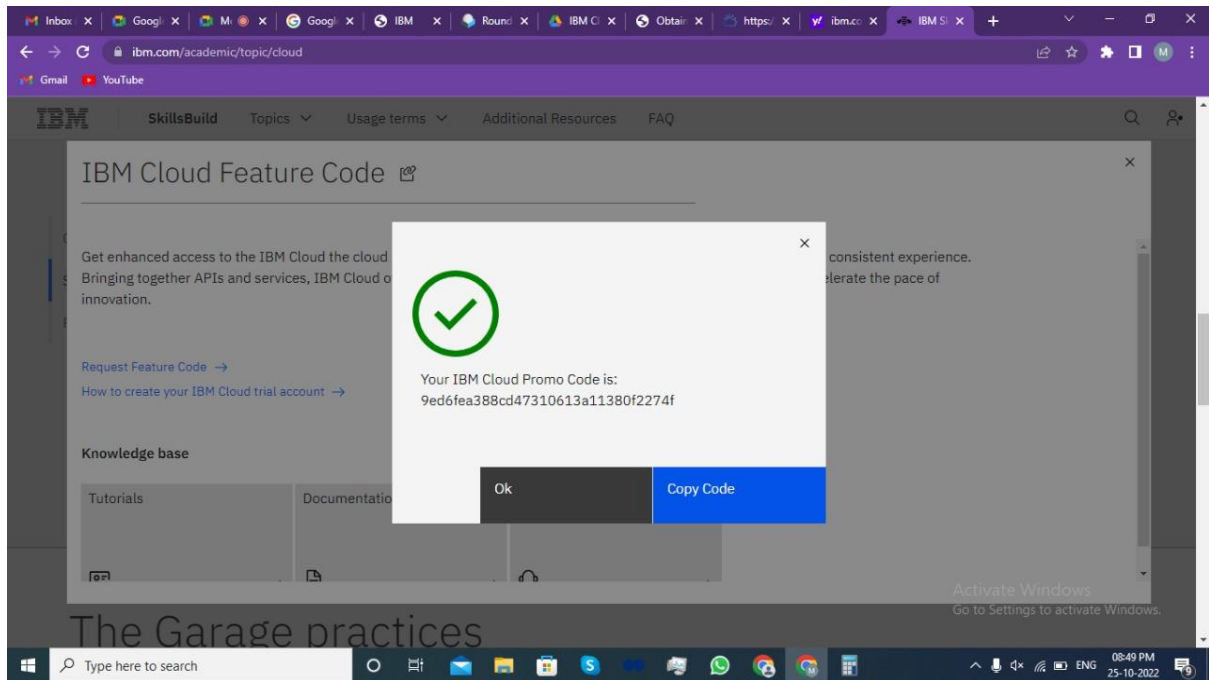 Inbox
Googl
M
Googl
IBM
Round
IBM Cl
Obtain
https:/
ibm.co
IBM Sk
ibm.com/academic/topic/cloud
M
Gmail
YouTube
IBM
SkillsBuild
Topics
Usage terms
Additional Resources
FAQ
IBM Cloud Feature Code
Get enhanced access to the IBM Cloud the cloud
consistent experience.
Bringing together APIs and services, IBM Cloud o
elerate the pace of
innovation.
Request Feature Code →
How to create your IBM Cloud trial account →
Your IBM Cloud Promo Code is:
9ed6fea388cd47310613a11380f2274f
Ok
Copy Code
Knowledge base
Tutorials
Documentatio
The Garage practices
Activate Windows
Go to Settings to activate Windows.
Type here to search
ENG
08:49 PM
25-10-2022
9